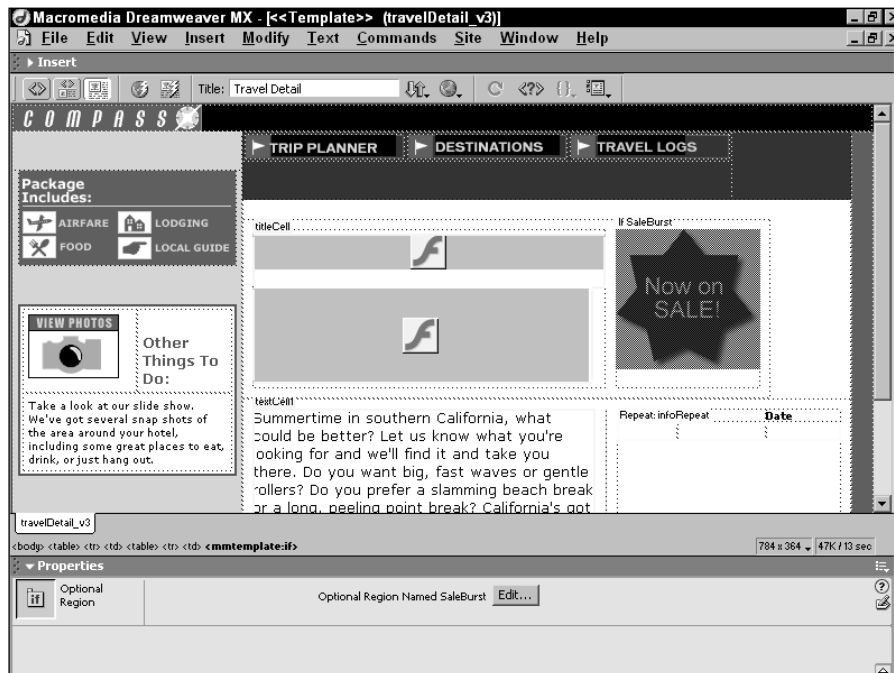 Macromedia Dreamweaver MX - [<<Template>> (travelDetail_v3)]
File Edit View Insert Modify Text Commands Site Window Help
Insert
Title: Travel Detail
COMPASS
TRIP PLANNER DESTINATIONS TRAVEL LOGS
Package
Includes:
AIRFARE LODGING
FOOD LOCAL GUIDE
titleCell
If SaleBurst
Now on
SALE!
VIEW PHOTOS
Other
Things To
Do:
Take a look at our slide show.
We've got several snap shots of
the area around your hotel,
including some great places to eat,
drink, or just hang out.
textCell1
Summertime in southern California, what
could be better? Let us know what you're
ooking for and we'll find it and take you
there. Do you want big, fast waves or gentle
rollers? Do you prefer a slamming beach break
or a long, peeling point break? California's got
Repeat: infoRepeat Date
travelDetail_v3
<body> <table> <tr> <td> <table> <tr> <td> <mmtemplate:if>
784 x 364 47K / 13 sec
Properties
if
Optional
Region
Optional Region Named SaleBurst Edit...